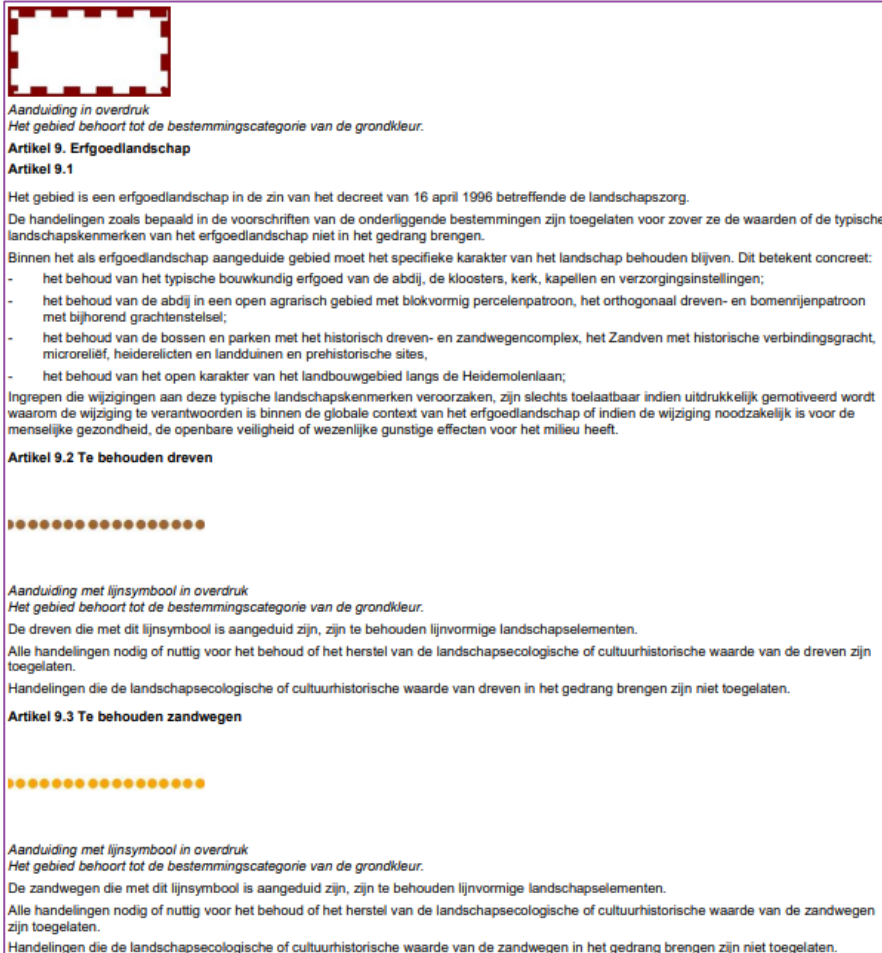 Aanduiding in overdruk
Het gebied behoort tot de bestemmingscategorie van de grondkleur.
Artikel 9. Erfgoedlandschap
Artikel 9.1
Het gebied is een erfgoedlandschap in de zin van het decreet van 16 april 1996 betreffende de landschapszorg.
De handelingen zoals bepaald in de voorschriften van de onderliggende bestemmingen zijn toegelaten voor zover ze de waarden of de typische
landschapskenmerken van het erfgoedlandschap niet in het gedrang brengen.
Binnen het als erfgoedlandschap aangeduide gebied moet het specifieke karakter van het landschap behouden blijven. Dit betekent concreet:
- het behoud van het typische bouwkundig erfgoed van de abdij, de kloosters, kerk, kapellen en verzorgingsinstellingen;
- het behoud van de abdij in een open agrarisch gebied met blokvormig percelenpatroon, het orthogonaal dreven- en bomenrijenpatroon
met bijhorend grachtenstelsel;
- het behoud van de bossen en parken met het historisch dreven- en zandwegencomplex, het Zandven met historische verbindingsgracht,
microreliëf, heiderelicten en landduinen en prehistorische sites,
- het behoud van het open karakter van het landbouwgebied langs de Heidemolenlaan;
Ingrepen die wijzigingen aan deze typische landschapskenmerken veroorzaken, zijn slechts toelaatbaar indien uitdrukkelijk gemotiveerd wordt
waarom de wijziging te verantwoorden is binnen de globale context van het erfgoedlandschap of indien de wijziging noodzakelijk is voor de
menselijke gezondheid, de openbare veiligheid of wezenlijke gunstige effecten voor het milieu heeft.
Artikel 9.2 Te behouden dreven
Aanduiding met lijnsymbool in overdruk
Het gebied behoort tot de bestemmingscategorie van de grondkleur.
De dreven die met dit lijnsymbool is aangeduid zijn, zijn te behouden lijnvormige landschapselementen.
Alle handelingen nodig of nuttig voor het behoud of het herstel van de landschapsecologische of cultuurhistorische waarde van de dreven zijn
toegelaten.
Handelingen die de landschapsecologische of cultuurhistorische waarde van dreven in het gedrang brengen zijn niet toegelaten.
Artikel 9.3 Te behouden zandwegen
Aanduiding met lijnsymbool in overdruk
Het gebied behoort tot de bestemmingscategorie van de grondkleur.
De zandwegen die met dit lijnsymbool is aangeduid zijn, zijn te behouden lijnvormige landschapselementen.
Alle handelingen nodig of nuttig voor het behoud of het herstel van de landschapsecologische of cultuurhistorische waarde van de zandwegen
zijn toegelaten.
Handelingen die de landschapsecologische of cultuurhistorische waarde van de zandwegen in het gedrang brengen zijn niet toegelaten.